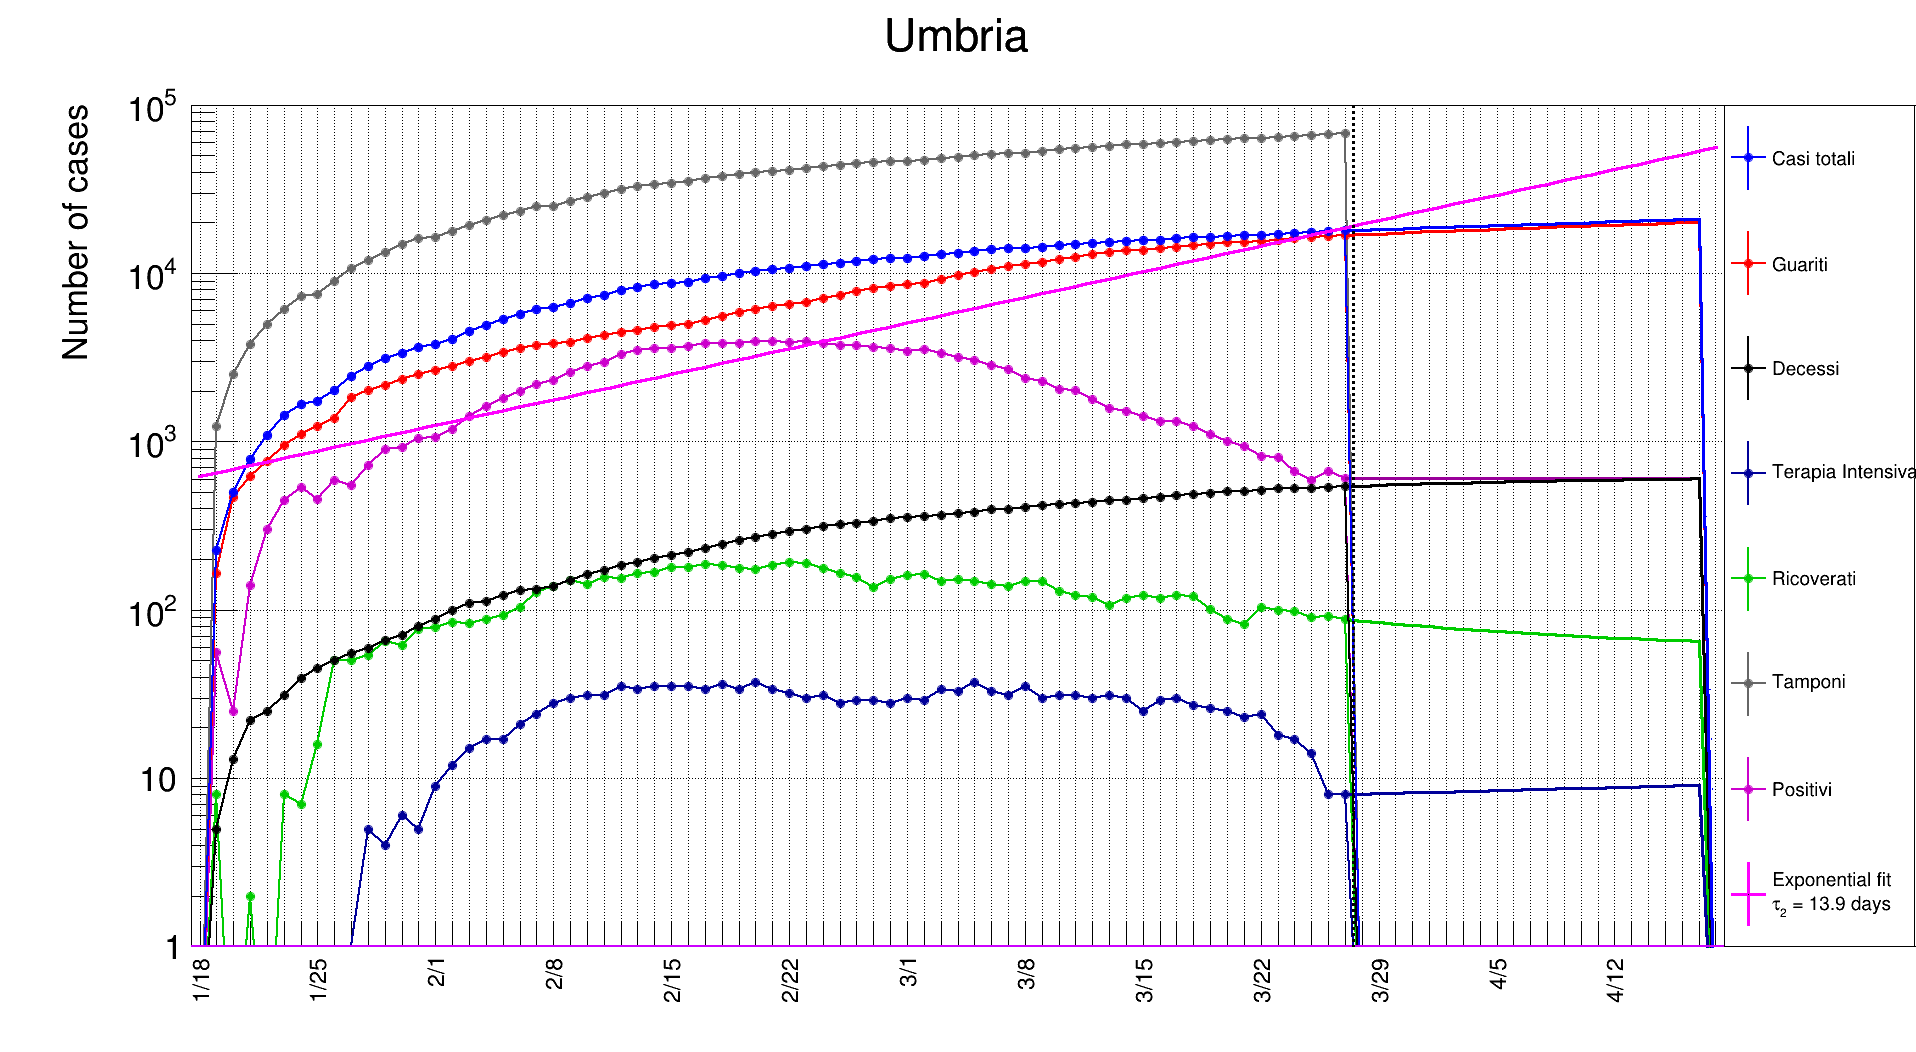 Umbria
Number of cases
10^5
10^4
10^3
10^2
10
1
1/18
1/25
2/1
2/8
2/15
2/22
3/1
3/8
3/15
3/22
3/29
4/5
4/12
Casi totali
Guariti
Decessi
Terapia Intensiva
Ricoverati
Tamponi
Positivi
Exponential fit
τ₂ = 13.9 days